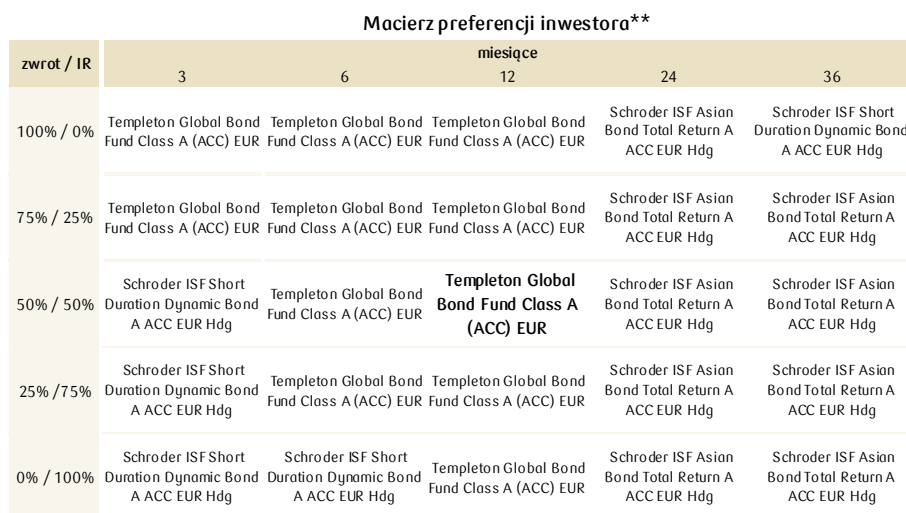 Macierz preferencji inwestora**
zwrot / IR
miesiące
3 6 12 24 36
100% / 0%
Templeton Global Bond
Fund Class A (ACC) EUR
Templeton Global Bond
Fund Class A (ACC) EUR
Templeton Global Bond
Fund Class A (ACC) EUR
Schroder ISF Asian
Bond Total Return A
ACC EUR Hdg
Schroder ISF Short
Duration Dynamic Bond
A ACC EUR Hdg
75% / 25%
Templeton Global Bond
Fund Class A (ACC) EUR
Templeton Global Bond
Fund Class A (ACC) EUR
Templeton Global Bond
Fund Class A (ACC) EUR
Schroder ISF Asian
Bond Total Return A
ACC EUR Hdg
Schroder ISF Asian
Bond Total Return A
ACC EUR Hdg
50% / 50%
Schroder ISF Short
Duration Dynamic Bond
A ACC EUR Hdg
Templeton Global Bond
Fund Class A (ACC) EUR
Templeton Global
Bond Fund Class A
(ACC) EUR
Schroder ISF Asian
Bond Total Return A
ACC EUR Hdg
Schroder ISF Asian
Bond Total Return A
ACC EUR Hdg
25% /75%
Schroder ISF Short
Duration Dynamic Bond
A ACC EUR Hdg
Templeton Global Bond
Fund Class A (ACC) EUR
Templeton Global Bond
Fund Class A (ACC) EUR
Schroder ISF Asian
Bond Total Return A
ACC EUR Hdg
Schroder ISF Asian
Bond Total Return A
ACC EUR Hdg
0% / 100%
Schroder ISF Short
Duration Dynamic Bond
A ACC EUR Hdg
Schroder ISF Short
Duration Dynamic Bond
A ACC EUR Hdg
Templeton Global Bond
Fund Class A (ACC) EUR
Schroder ISF Asian
Bond Total Return A
ACC EUR Hdg
Schroder ISF Asian
Bond Total Return A
ACC EUR Hdg